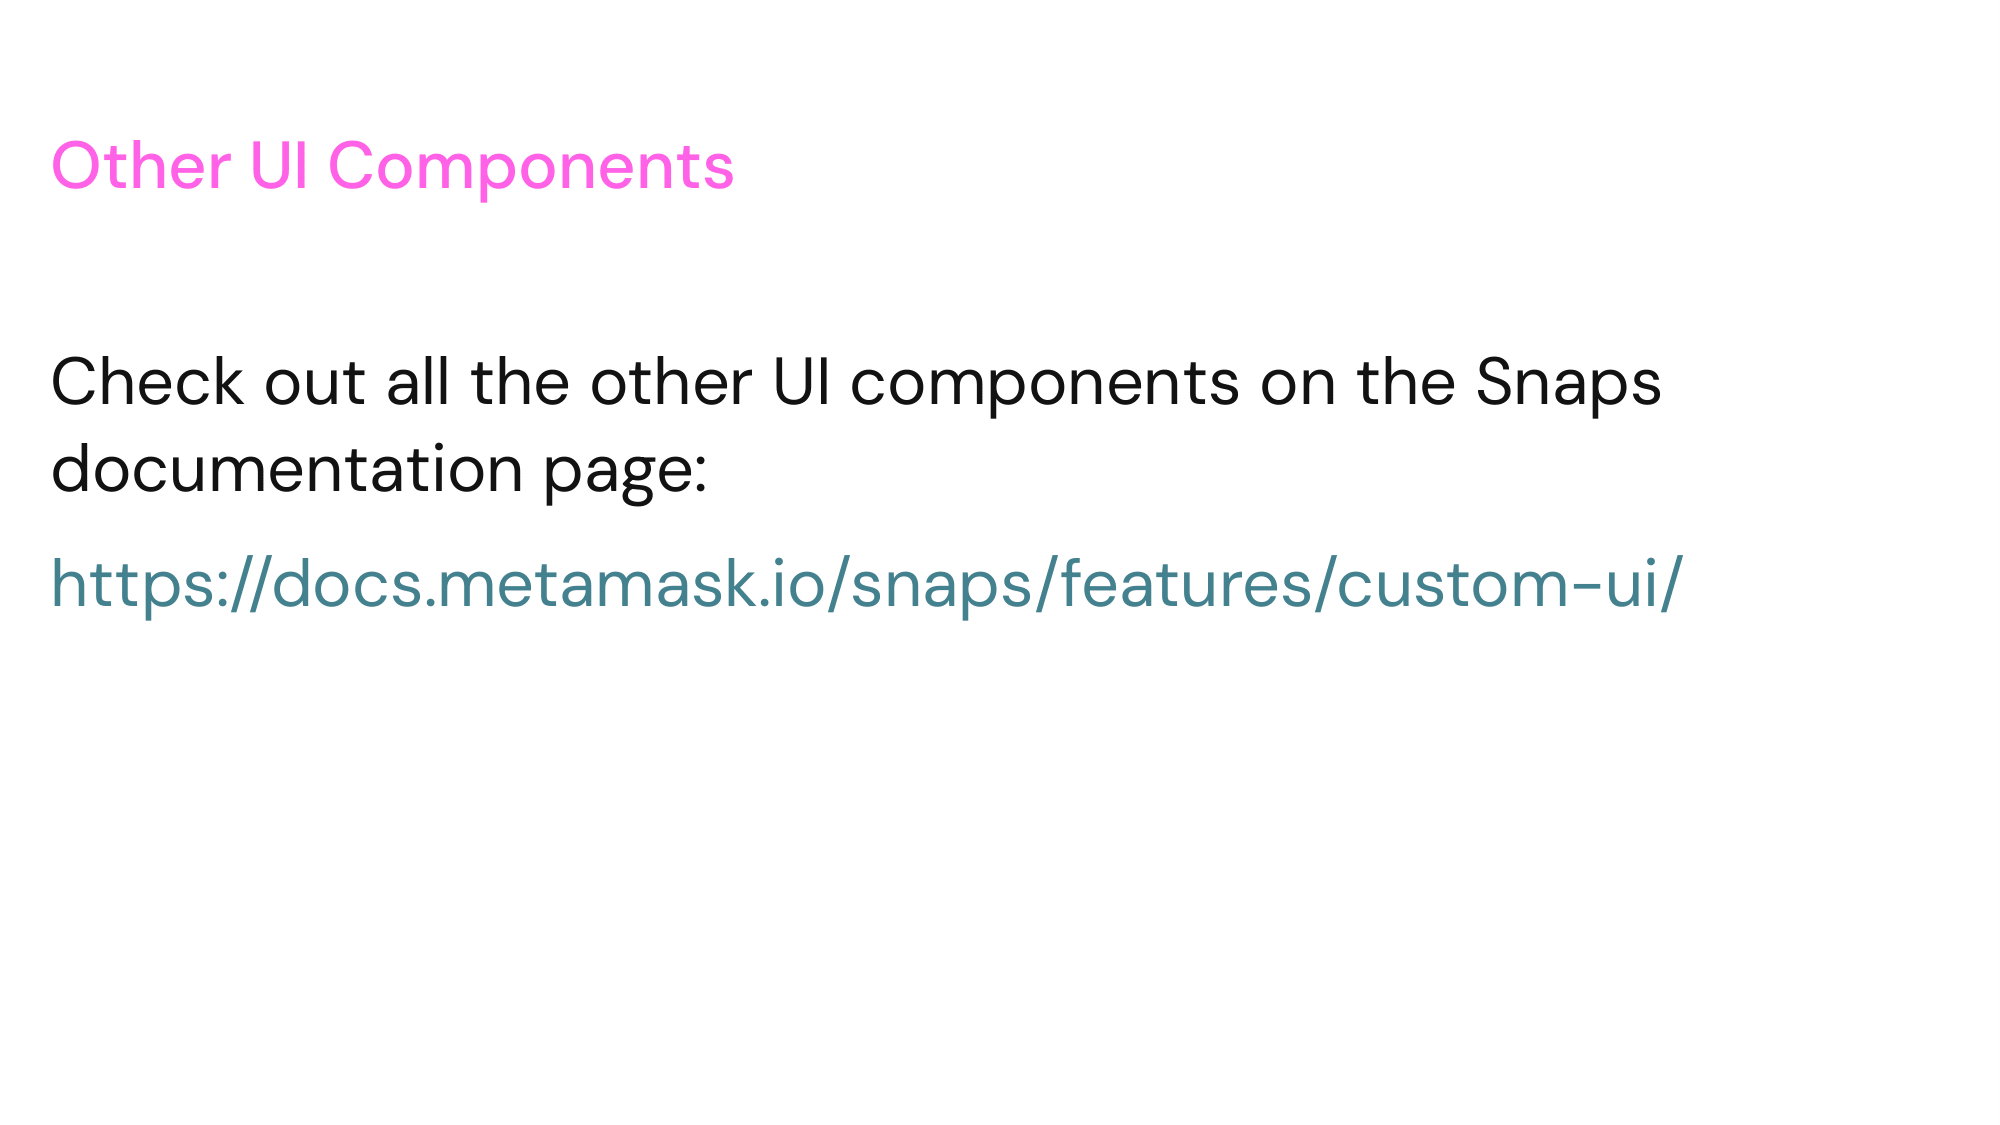 Other UI Components
Check out all the other UI components on the Snaps
documentation page:
https://docs.metamask.io/snaps/features/custom-ui/